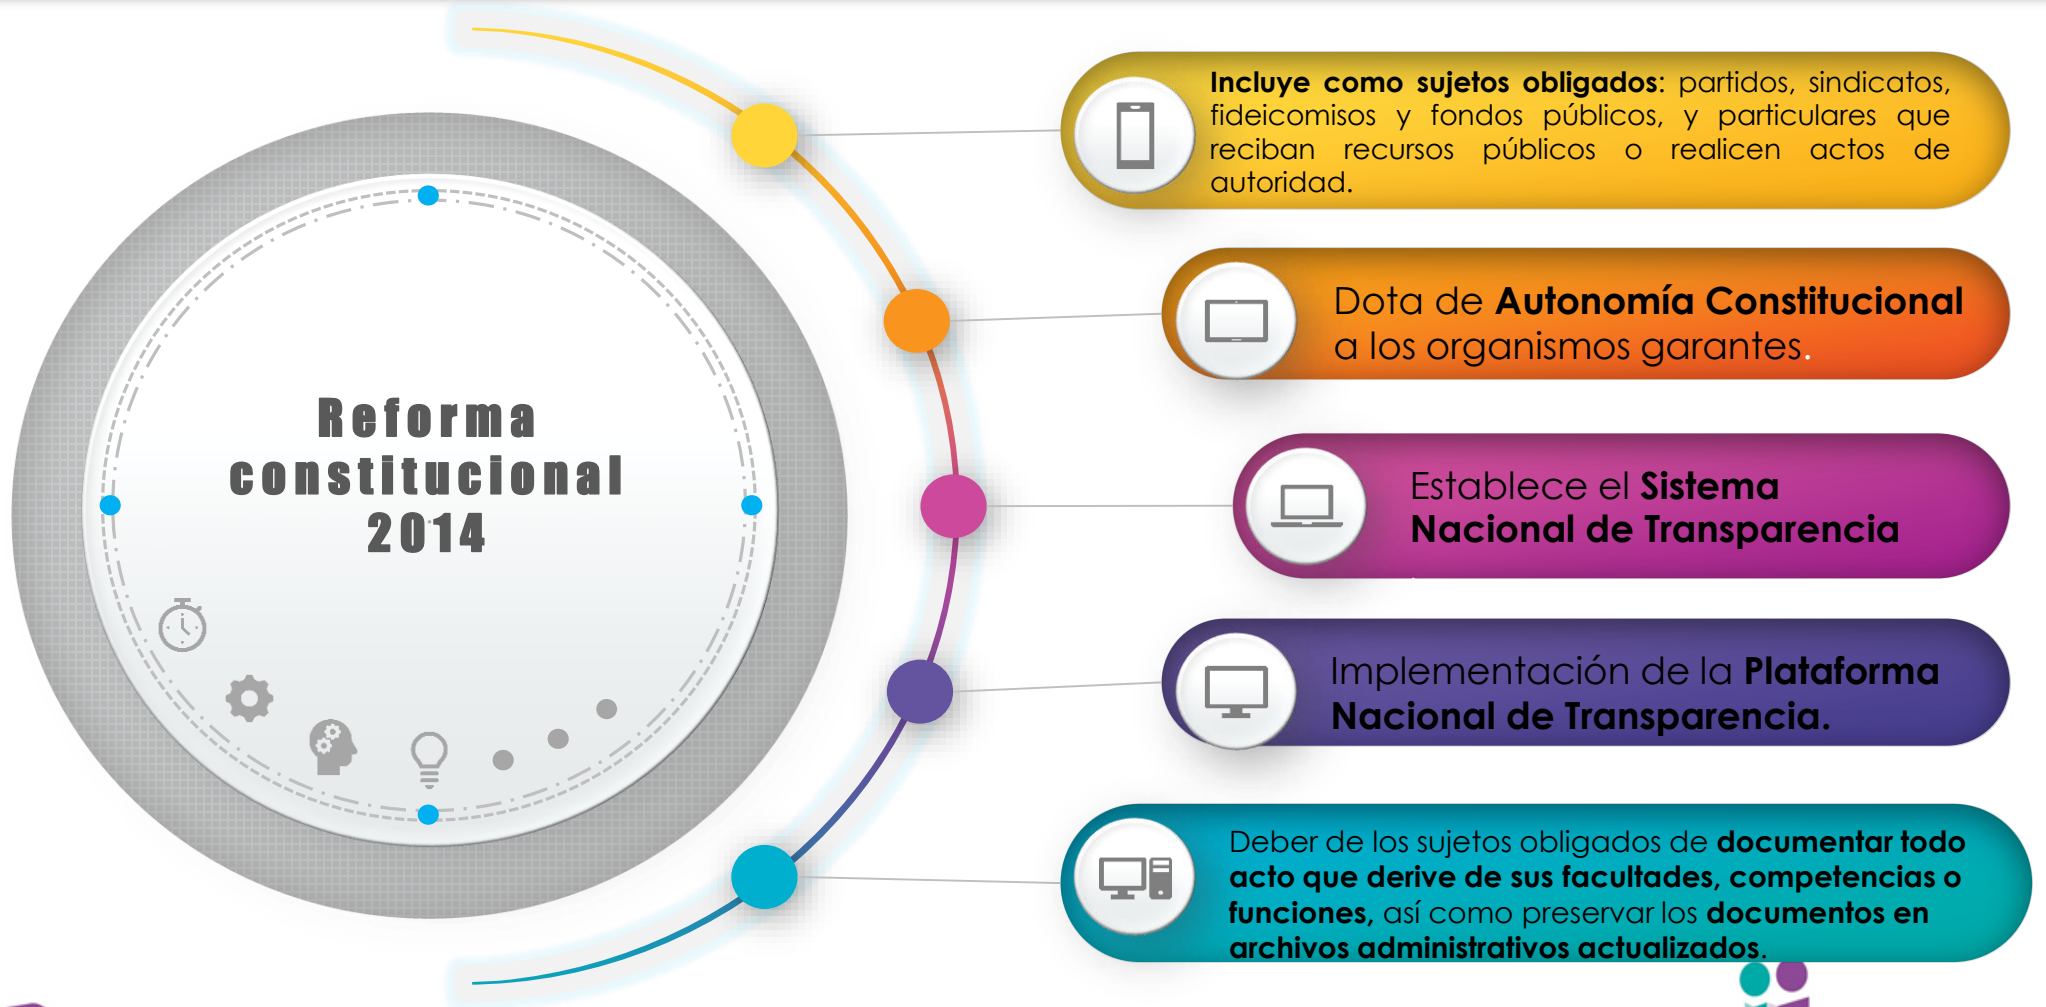 Reforma
constitucional
2014
Incluye como sujetos obligados: partidos, sindicatos,
fideicomisos y fondos públicos, y particulares que
reciban recursos públicos o realicen actos de
autoridad.
Dota de Autonomía Constitucional
a los organismos garantes.
Establece el Sistema
Nacional de Transparencia
.
Implementación de la Plataforma
Nacional de Transparencia.
Deber de los sujetos obligados de documentar todo
acto que derive de sus facultades, competencias o
funciones, así como preservar los documentos en
archivos administrativos actualizados.